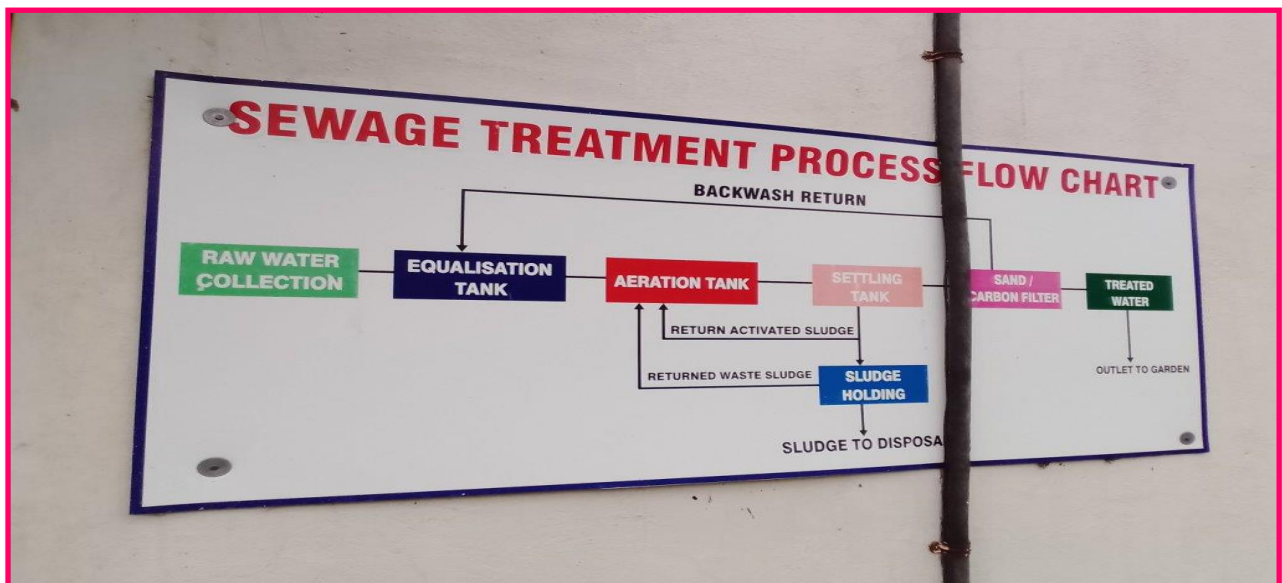 SEWAGE TREATMENT PROCESS FLOW CHART
BACKWASH RETURN
RAW WATER
COLLECTION
EQUALISATION
TANK
AERATION TANK
SETTLING
TANK
SAND /
CARBON FILTER
TREATED
WATER
RETURN ACTIVATED SLUDGE
RETURNED WASTE SLUDGE
SLUDGE
HOLDING
OUTLET TO GARDEN
SLUDGE TO DISPOSA